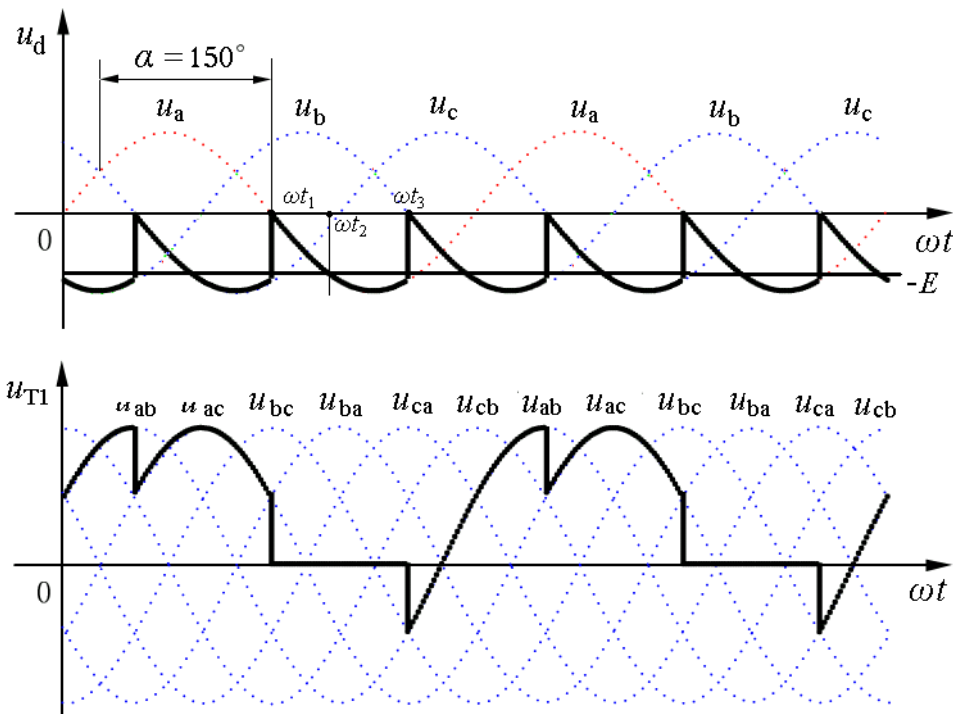 u_d
α = 150°
u_a u_b u_c u_a u_b u_c
ωt_1 ωt_2 ωt_3
0
ωt
-E
u_T1
u_ab u_ac u_bc u_ba u_ca u_cb u_ab u_ac u_bc u_ba u_ca u_cb
0
ωt